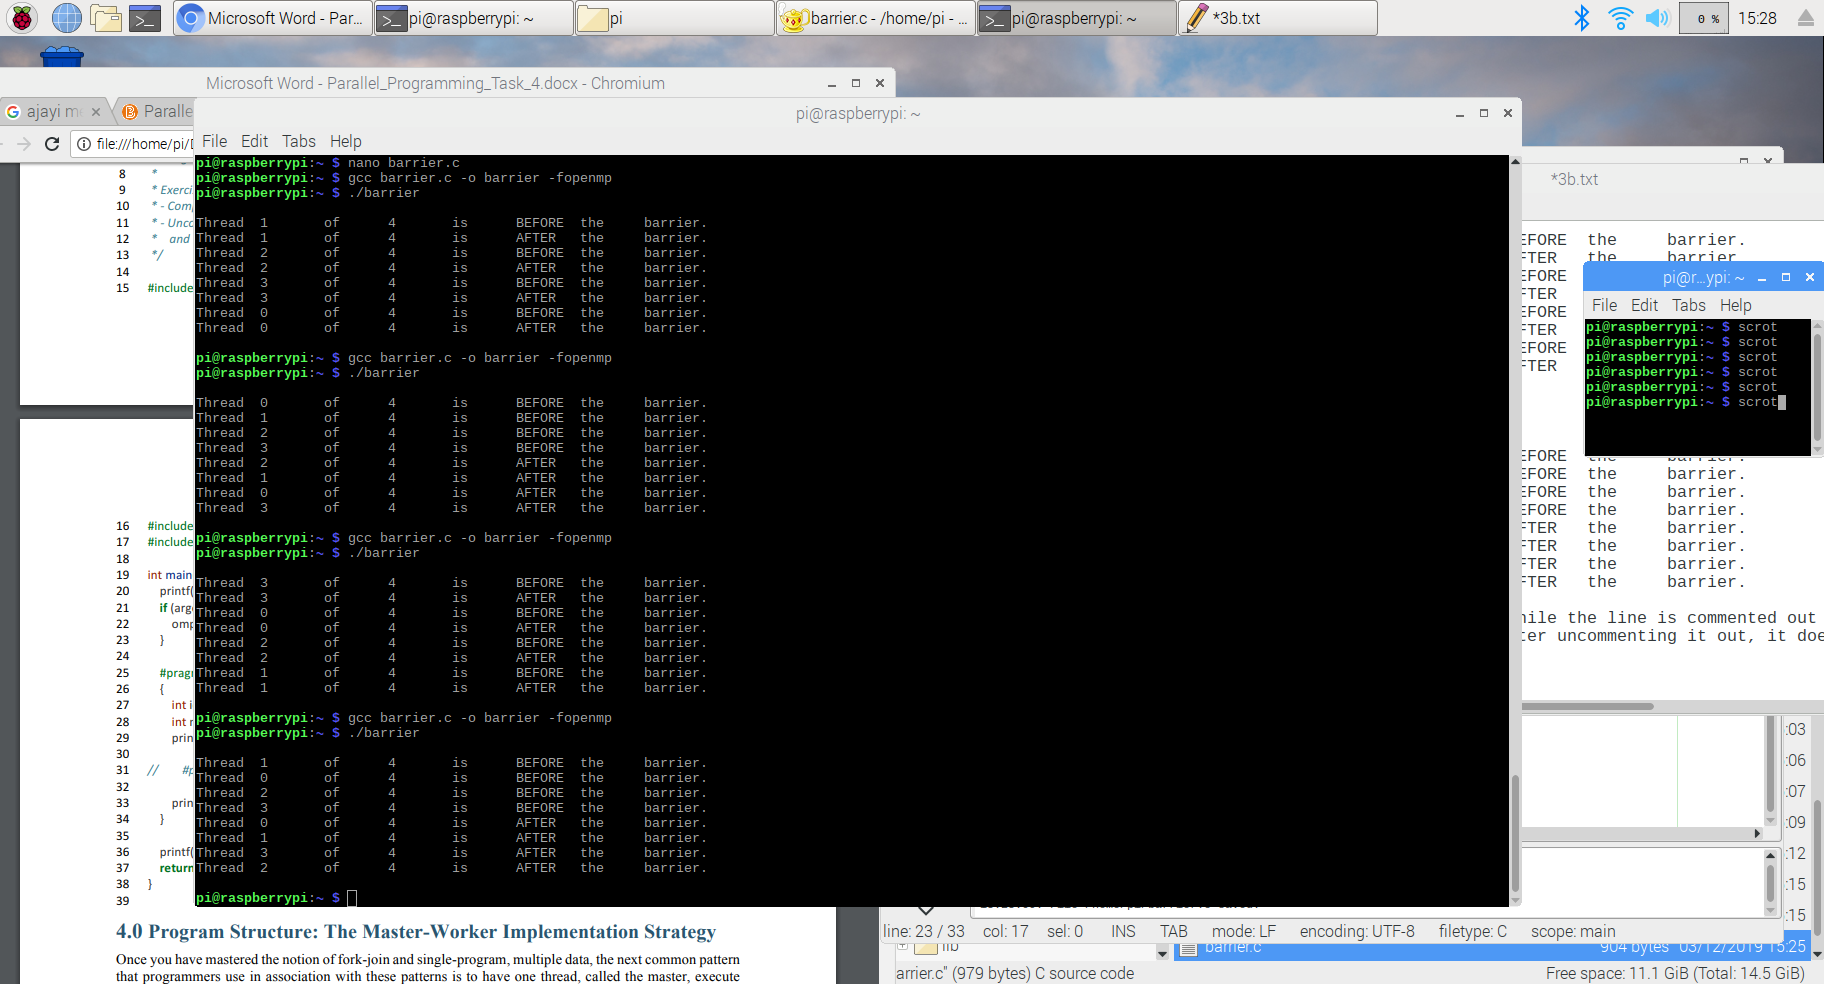 Microsoft Word - Par...
pi@raspberrypi: ~
pi
barrier.c - /home/pi - ...
pi@raspberrypi: ~
*3b.txt
0 %
15:28
Microsoft Word - Parallel_Programming_Task_4.docx - Chromium
ajayi me
Paralle
file:///home/pi/D
8 *
9 * Exerci
10 * - Com
11 * - Unco
12 * and
13 */
14
15 #include
16 #include
17 #include
18
19 int main
20 printf(
21 if (arg
22 omp
23 }
24
25 #prag
26 {
27 int i
28 int n
29 prin
30
31 // #p
32
33 prin
34 }
35
36 printf(
37 return
38 }
39
4.0 Program Structure: The Master-Worker Implementation Strategy
Once you have mastered the notion of fork-join and single-program, multiple data, the next common pattern
that programmers use in association with these patterns is to have one thread, called the master, execute
pi@raspberrypi: ~
File Edit Tabs Help
pi@raspberrypi:~ $ nano barrier.c
pi@raspberrypi:~ $ gcc barrier.c -o barrier -fopenmp
pi@raspberrypi:~ $ ./barrier
Thread 1 of 4 is BEFORE the barrier.
Thread 1 of 4 is AFTER the barrier.
Thread 2 of 4 is BEFORE the barrier.
Thread 2 of 4 is AFTER the barrier.
Thread 3 of 4 is BEFORE the barrier.
Thread 3 of 4 is AFTER the barrier.
Thread 0 of 4 is BEFORE the barrier.
Thread 0 of 4 is AFTER the barrier.
pi@raspberrypi:~ $ gcc barrier.c -o barrier -fopenmp
pi@raspberrypi:~ $ ./barrier
Thread 0 of 4 is BEFORE the barrier.
Thread 1 of 4 is BEFORE the barrier.
Thread 2 of 4 is BEFORE the barrier.
Thread 3 of 4 is BEFORE the barrier.
Thread 2 of 4 is AFTER the barrier.
Thread 1 of 4 is AFTER the barrier.
Thread 0 of 4 is AFTER the barrier.
Thread 3 of 4 is AFTER the barrier.
pi@raspberrypi:~ $ gcc barrier.c -o barrier -fopenmp
pi@raspberrypi:~ $ ./barrier
Thread 3 of 4 is BEFORE the barrier.
Thread 3 of 4 is AFTER the barrier.
Thread 0 of 4 is BEFORE the barrier.
Thread 0 of 4 is AFTER the barrier.
Thread 2 of 4 is BEFORE the barrier.
Thread 2 of 4 is AFTER the barrier.
Thread 1 of 4 is BEFORE the barrier.
Thread 1 of 4 is AFTER the barrier.
pi@raspberrypi:~ $ gcc barrier.c -o barrier -fopenmp
pi@raspberrypi:~ $ ./barrier
Thread 1 of 4 is BEFORE the barrier.
Thread 0 of 4 is BEFORE the barrier.
Thread 2 of 4 is BEFORE the barrier.
Thread 3 of 4 is BEFORE the barrier.
Thread 0 of 4 is AFTER the barrier.
Thread 1 of 4 is AFTER the barrier.
Thread 3 of 4 is AFTER the barrier.
Thread 2 of 4 is AFTER the barrier.
pi@raspberrypi:~ $
*3b.txt
EFORE the barrier.
FTER the barrier.
EFORE
FTER
EFORE
FTER
EFORE
FTER
pi@r...ypi: ~
File Edit Tabs Help
pi@raspberrypi:~ $ scrot
pi@raspberrypi:~ $ scrot
pi@raspberrypi:~ $ scrot
pi@raspberrypi:~ $ scrot
pi@raspberrypi:~ $ scrot
pi@raspberrypi:~ $ scrot
EFORE the barrier.
EFORE the barrier.
EFORE the barrier.
EFORE the barrier.
FTER the barrier.
FTER the barrier.
FTER the barrier.
FTER the barrier.
hile the line is commented out
ter uncommenting it out, it doe
:03
:06
:07
:09
:12
:15
:15
line: 23 / 33 col: 17 sel: 0 INS TAB mode: LF encoding: UTF-8 filetype: C scope: main
lib
barrier.c 904 bytes 03/12/2019 15:25
arrier.c" (979 bytes) C source code Free space: 11.1 GiB (Total: 14.5 GiB)